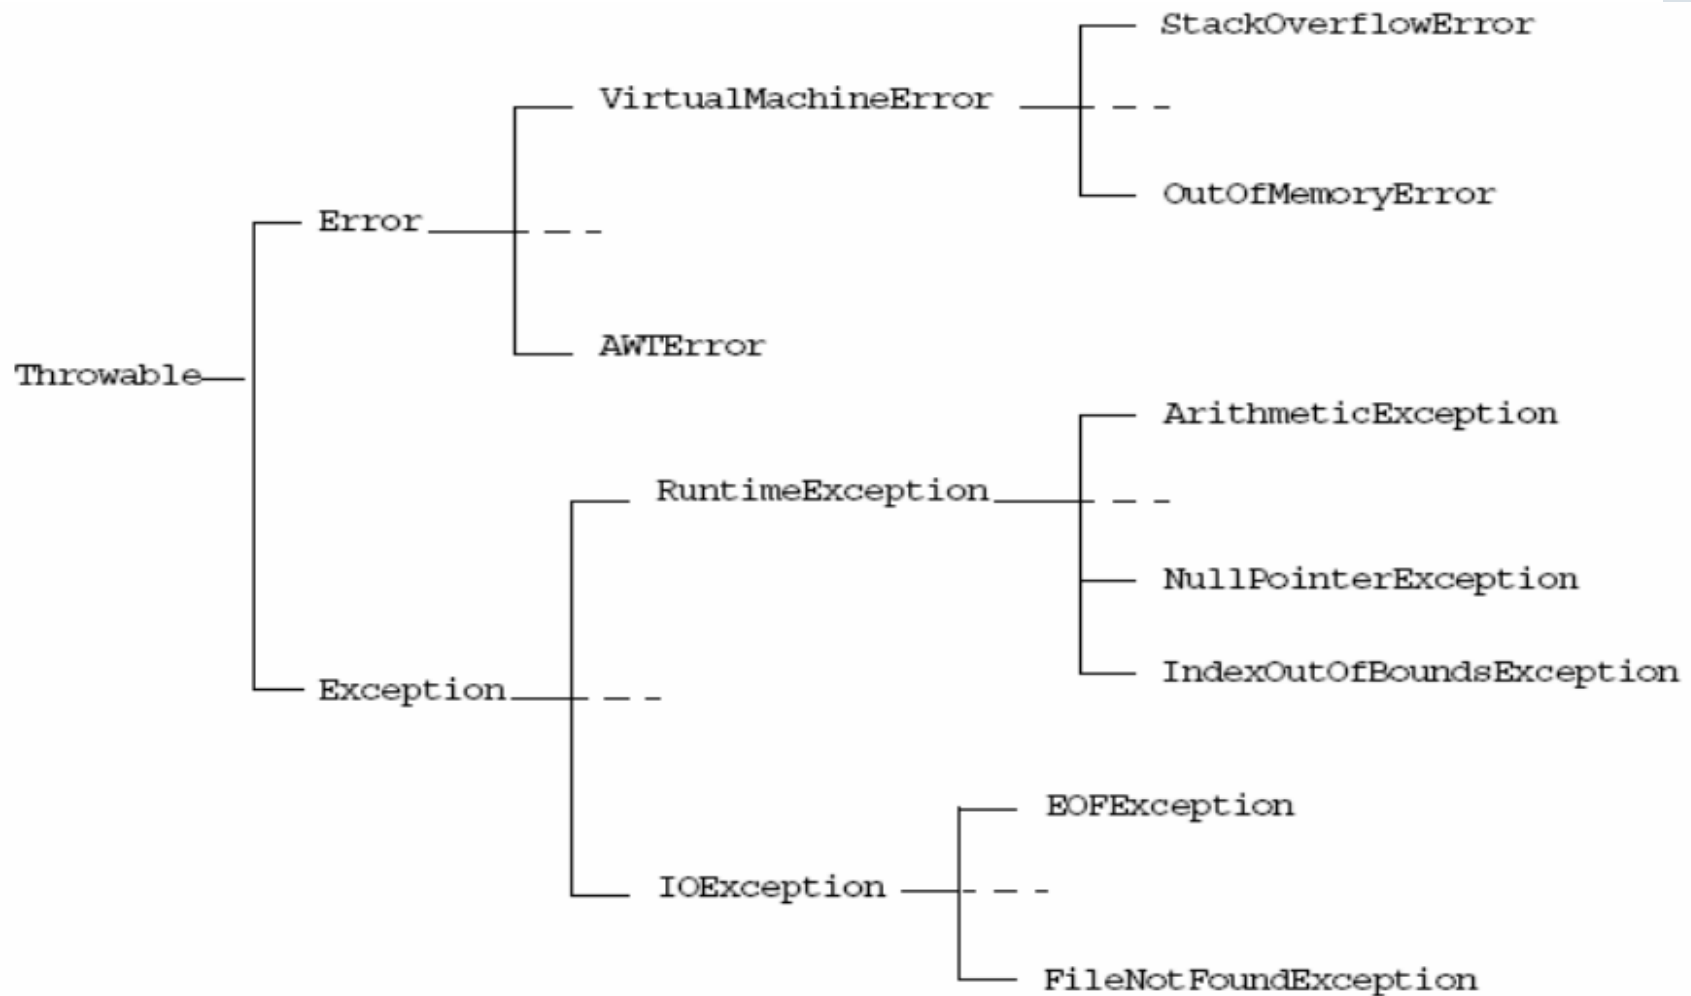 StackOverflowError
VirtualMachineError
OutOfMemoryError
Error
AWTError
Throwable
ArithmeticException
RuntimeException
NullPointerException
IndexOutOfBoundsException
Exception
EOFException
IOException
FileNotFoundException